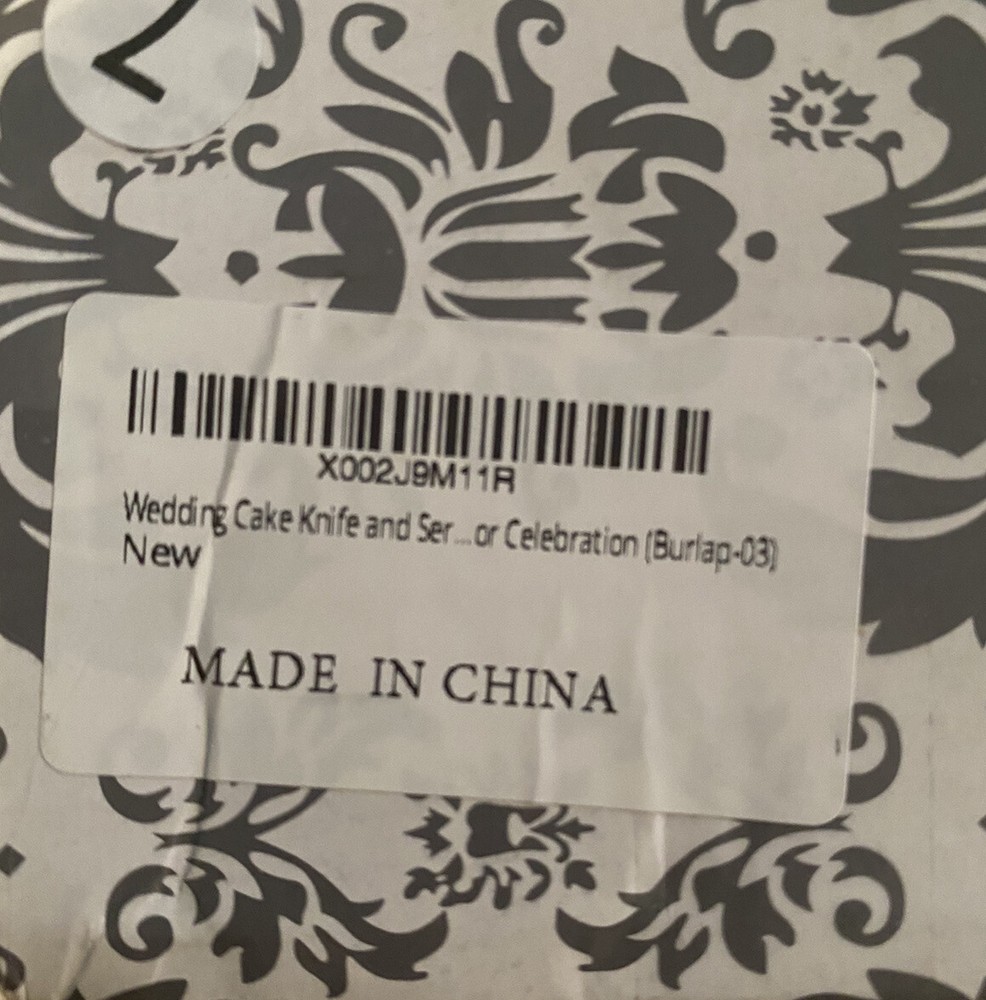 X002J9M11R
Wedding Cake Knife and Ser...or Celebration (Burlap-03)
New
MADE IN CHINA